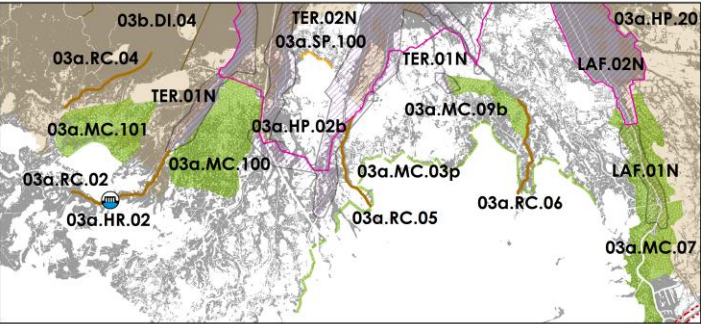 03b.DI.04
TER.02N
03a.HP.20
03a.SP.100
03a.RC.04
TER.01N
LAF.02N
TER.01N
03a.MC.09b
03a.MC.101
03a.HP.02b
03a.MC.100
03a.MC.03p
LAF.01N
03a.RC.02
03a.RC.06
03a.HR.02
03a.RC.05
03a.MC.07